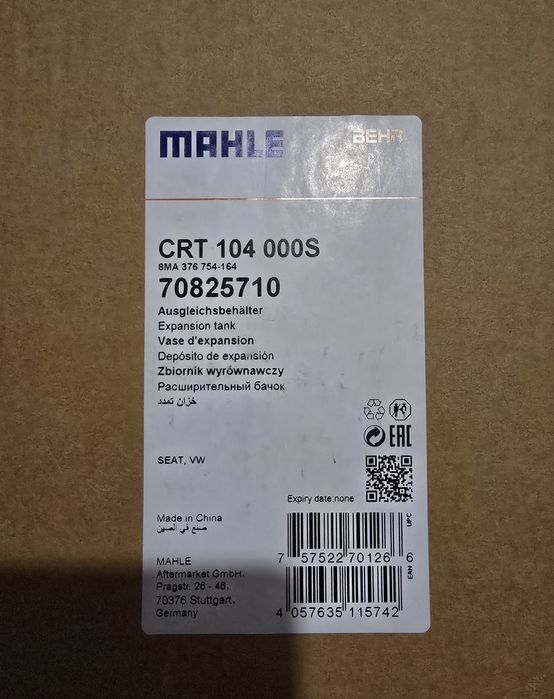 MAHLE BEHR
CRT 104 000S
8MA 376 754-164
70825710
Ausgleichsbehälter
Expansion tank
Vase d'expansion
Depósito de expansión
Zbiornik wyrównawczy
Расширительный бачок
خزان تمدد
EAC
SEAT, VW
Expiry date:none
Made in China
صنع في الصين
UPC
7 57522 70126 6
MAHLE
Aftermarket GmbH,
Pragstr. 26 - 46,
70376 Stuttgart,
Germany
EAN
4 057635 115742